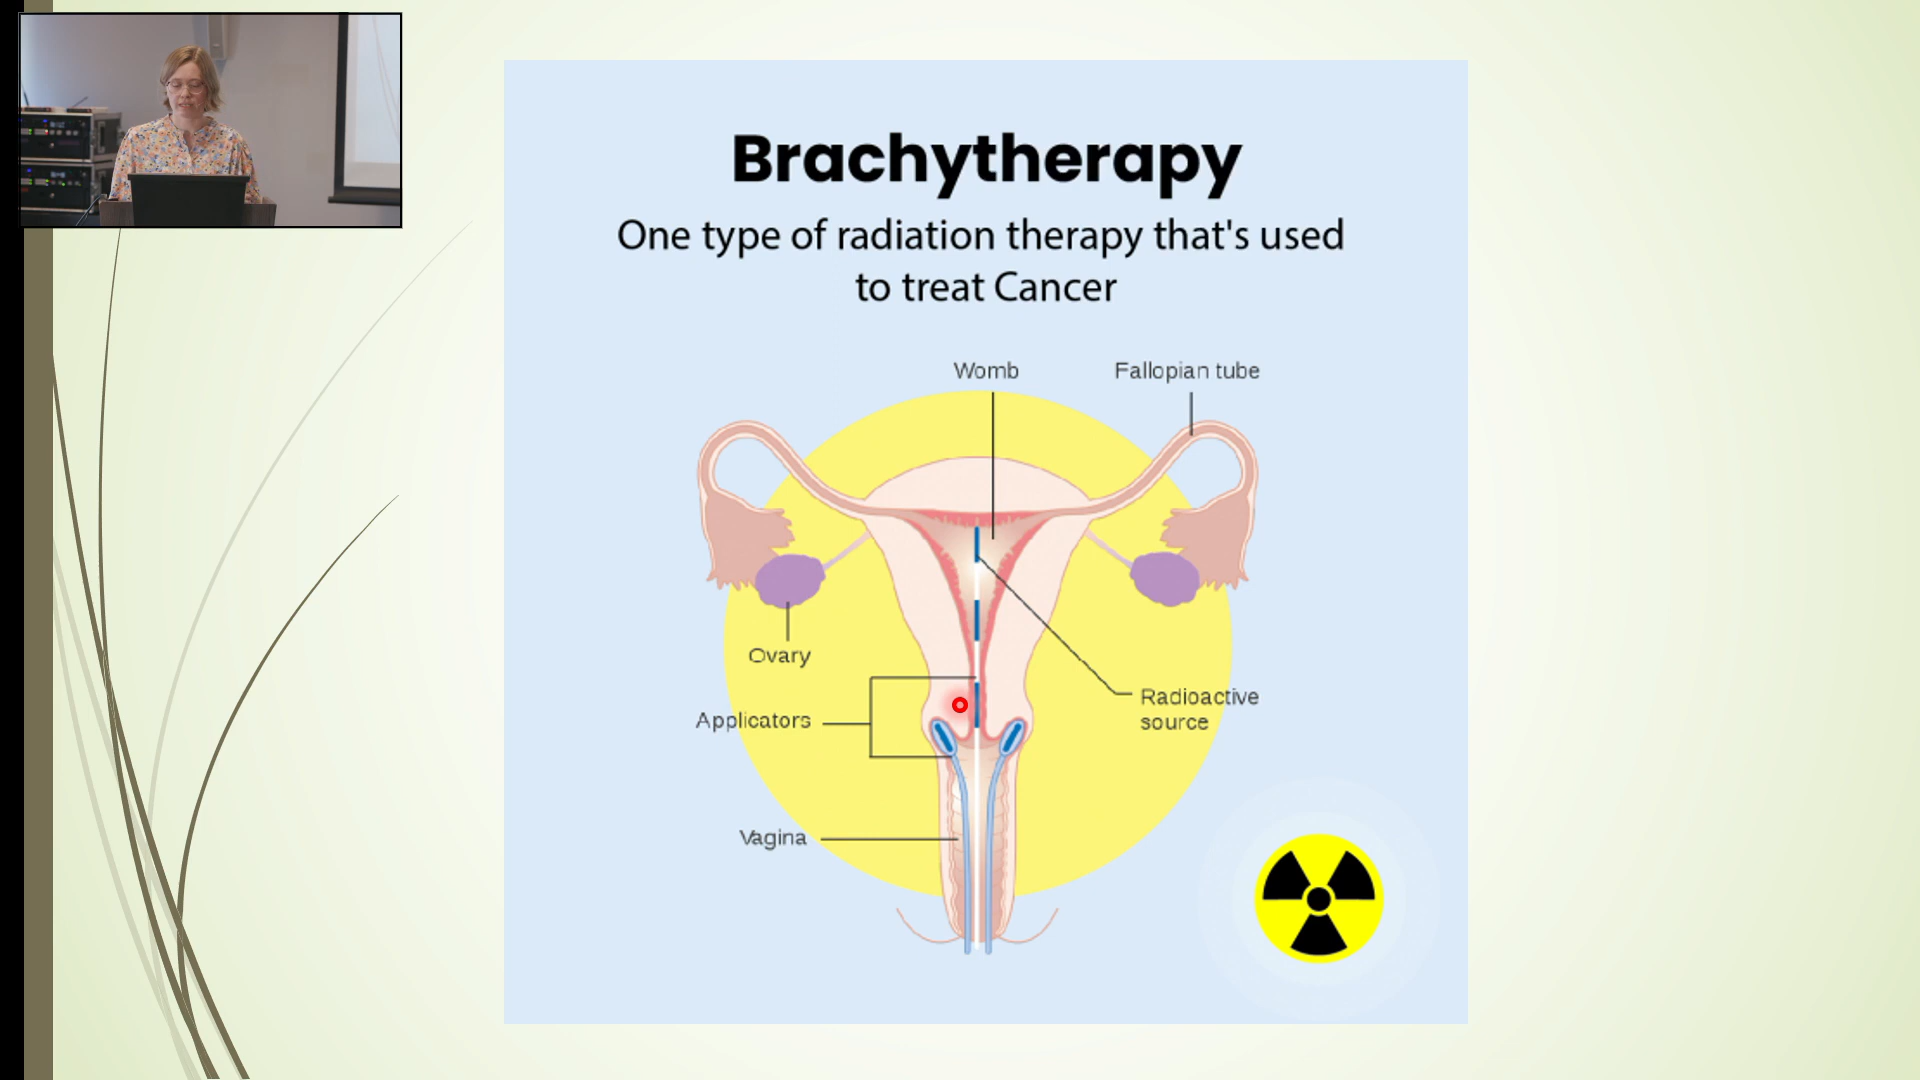 Brachytherapy
One type of radiation therapy that's used
to treat Cancer
Womb
Fallopian tube
Ovary
Applicators
Radioactive
source
Vagina